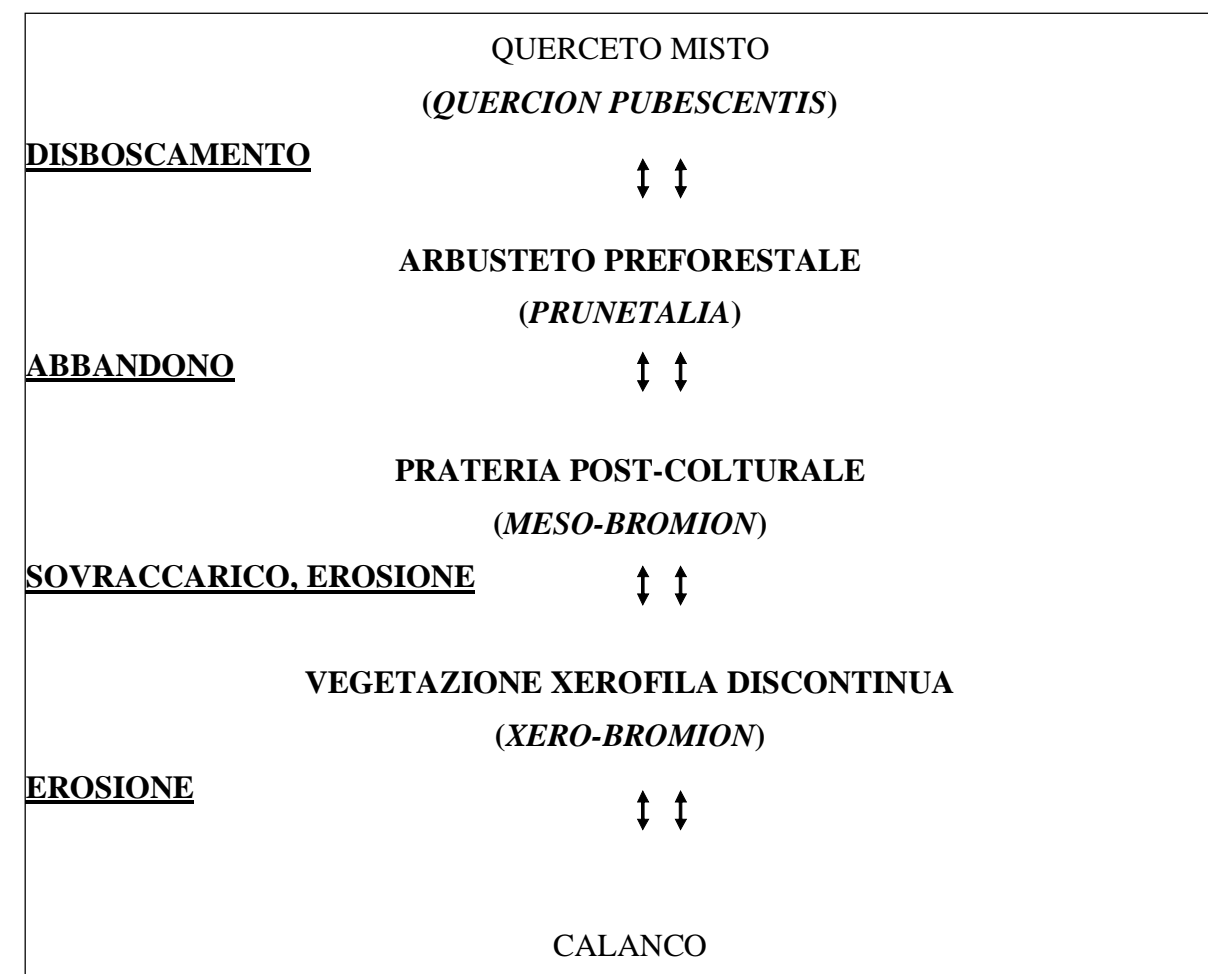 QUERCETO MISTO
(QUERCION PUBESCENTIS)
DISBOSCAMENTO
ARBUSTETO PREFORESTALE
(PRUNETALIA)
ABBANDONO
PRATERIA POST-COLTURALE
(MESO-BROMION)
SOVRACCARICO, EROSIONE
VEGETAZIONE XEROFILA DISCONTINUA
(XERO-BROMION)
EROSIONE
CALANCO